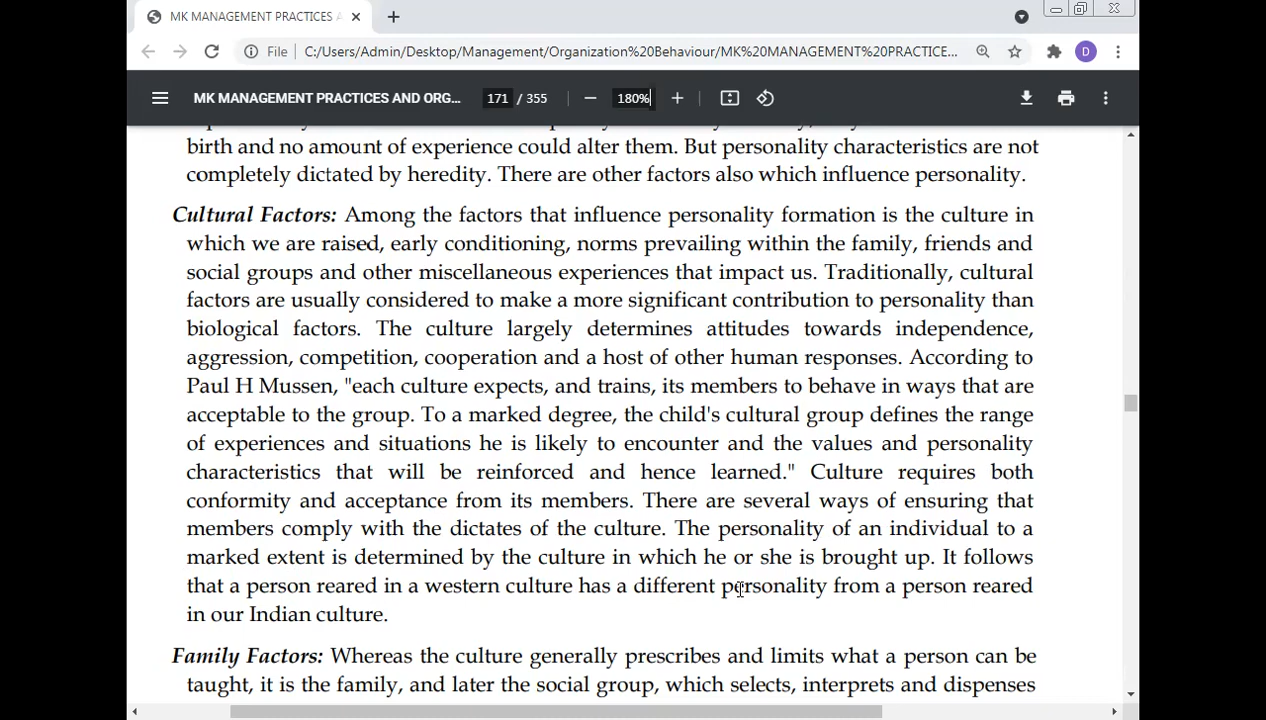 MK MANAGEMENT PRACTICES A
File C:/Users/Admin/Desktop/Management/Organization%20Behaviour/MK%20MANAGEMENT%20PRACTICE... D
MK MANAGEMENT PRACTICES AND ORG... 171 / 355 180%
birth and no amount of experience could alter them. But personality characteristics are not
completely dictated by heredity. There are other factors also which influence personality.
Cultural Factors: Among the factors that influence personality formation is the culture in
which we are raised, early conditioning, norms prevailing within the family, friends and
social groups and other miscellaneous experiences that impact us. Traditionally, cultural
factors are usually considered to make a more significant contribution to personality than
biological factors. The culture largely determines attitudes towards independence,
aggression, competition, cooperation and a host of other human responses. According to
Paul H Mussen, "each culture expects, and trains, its members to behave in ways that are
acceptable to the group. To a marked degree, the child's cultural group defines the range
of experiences and situations he is likely to encounter and the values and personality
characteristics that will be reinforced and hence learned." Culture requires both
conformity and acceptance from its members. There are several ways of ensuring that
members comply with the dictates of the culture. The personality of an individual to a
marked extent is determined by the culture in which he or she is brought up. It follows
that a person reared in a western culture has a different personality from a person reared
in our Indian culture.
Family Factors: Whereas the culture generally prescribes and limits what a person can be
taught, it is the family, and later the social group, which selects, interprets and dispenses